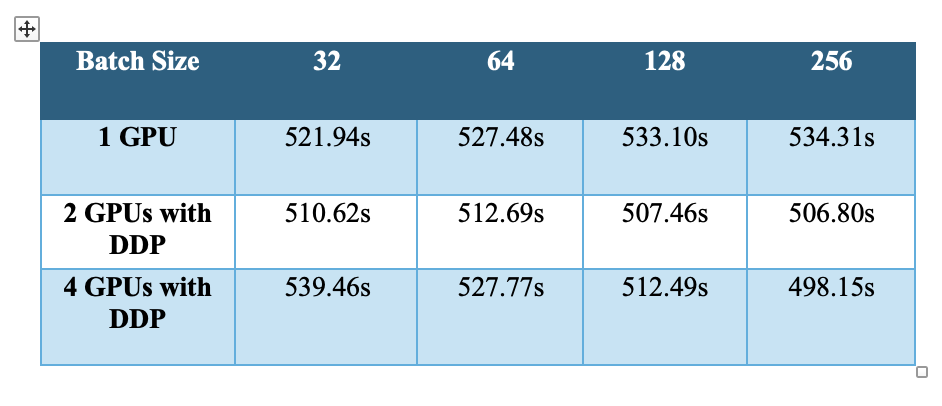 Batch Size 32 64 128 256
1 GPU 521.94s 527.48s 533.10s 534.31s
2 GPUs with 510.62s 512.69s 507.46s 506.80s
DDP
4 GPUs with 539.46s 527.77s 512.49s 498.15s
DDP